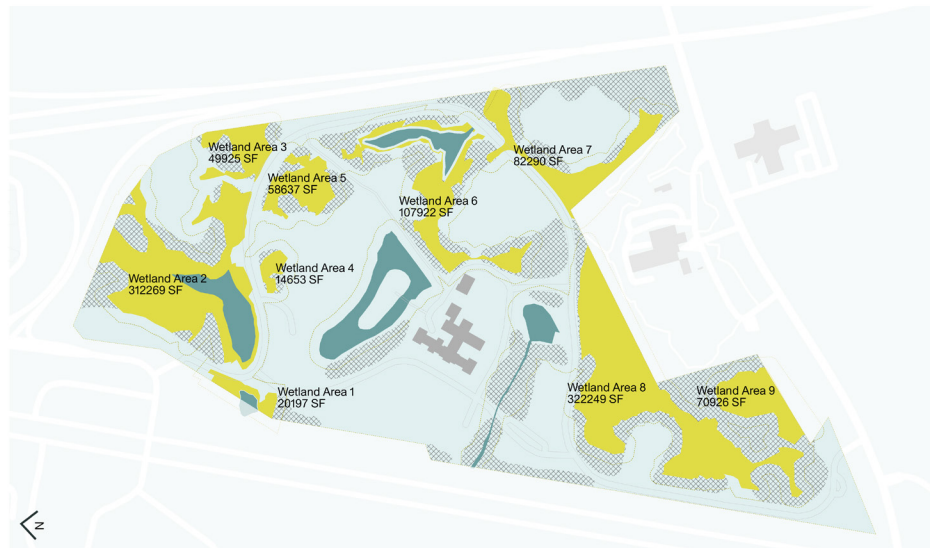 Wetland Area 3
49925 SF
Wetland Area 5
58637 SF
Wetland Area 7
82290 SF
Wetland Area 6
107922 SF
Wetland Area 4
14653 SF
Wetland Area 2
312269 SF
Wetland Area 1
20197 SF
Wetland Area 8
322249 SF
Wetland Area 9
70926 SF
N